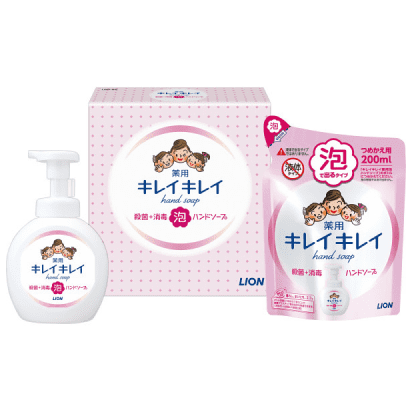 薬用
キレイキレイ
hand soap
殺菌+消毒 泡 ハンドソープ
LION
薬用
キレイキレイ
hand soap
殺菌+消毒 泡 ハンドソープ
LION
泡
つめかえ用
200ml
泡
で出るタイプ
液体
薬用
キレイキレイ
hand soap
殺菌+消毒 ハンドソープ
LION